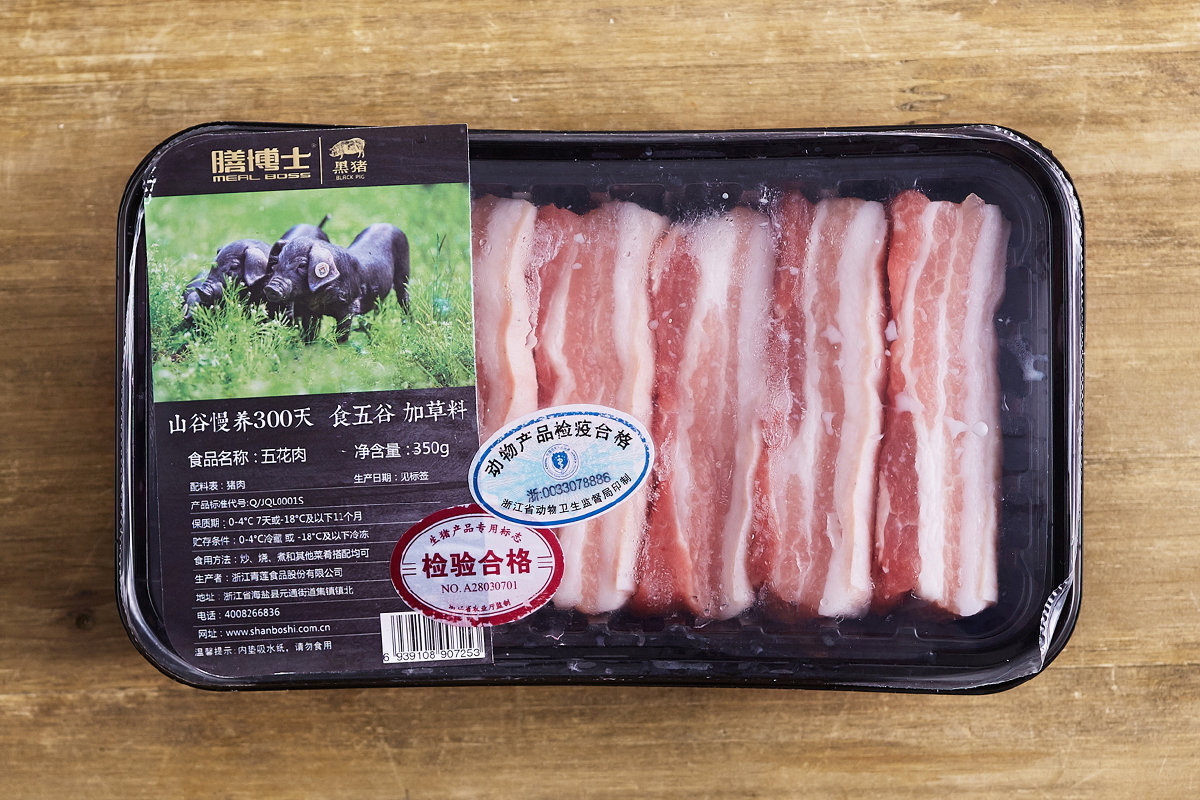 膳博士®
MEAL BOSS
黑猪
BLACK PIG
山谷慢养300天 食五谷 加草料
食品名称:五花肉 净含量:350g
配料表:猪肉 生产日期:见标签
产品标准代号:Q/JQL0001S
保质期:0-4°C 7天或-18°C及以下11个月
贮存条件:0-4°C冷藏 或 -18°C及以下冷冻
食用方法:炒、烧、煮和其他菜肴搭配均可
生产者:浙江青莲食品股份有限公司
地址:浙江省海盐县元通街道集镇镇北
电话:4008266836
网址:www.shanboshi.com.cn
温馨提示:内垫吸水纸,请勿食用
6 939108 907253
动物产品检疫合格
浙:0033078886
浙江省动物卫生监督局印制
生猪产品专用标志
检验合格
NO. A28030701
浙江省农业厅监制